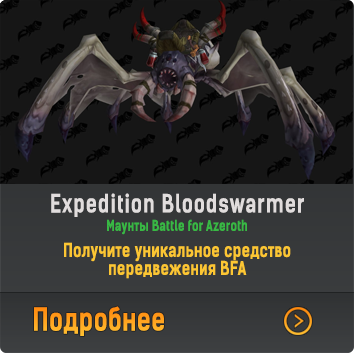 Expedition Bloodswarmer
Маунты Battle for Azeroth
Получите уникальное средство
передвежения BFA
Подробнее